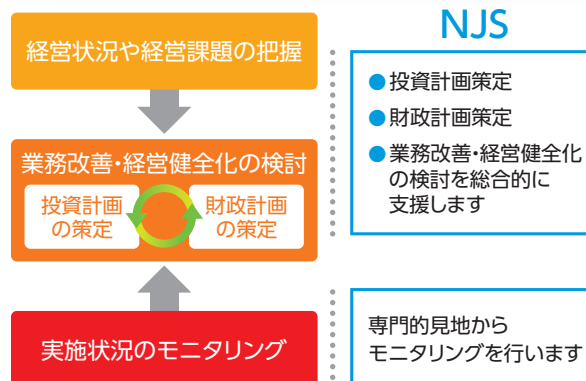 経営状況や経営課題の把握
業務改善・経営健全化の検討
投資計画
の策定
財政計画
の策定
実施状況のモニタリング
NJS
●投資計画策定
●財政計画策定
●業務改善・経営健全化
の検討を総合的に
支援します
専門的見地から
モニタリングを行います